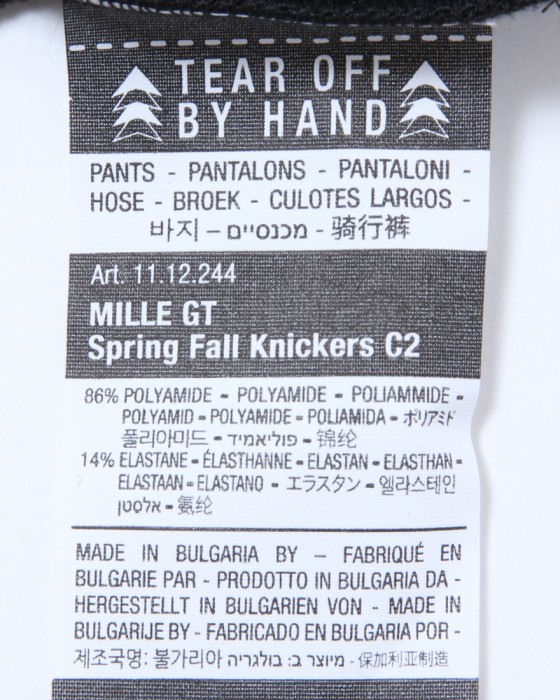 TEAR OFF
BY HAND
PANTS - PANTALONS - PANTALONI -
HOSE - BROEK - CULOTES LARGOS -
바지 - מכנסיים - 骑行裤
Art. 11.12.244
MILLE GT
Spring Fall Knickers C2
86% POLYAMIDE - POLYAMIDE - POLIAMMIDE -
POLYAMID - POLYAMIDE - POLIAMIDA - ポリアミド
폴리아미드 - פוליאמיד - 锦纶
14% ELASTANE - ÉLASTHANNE - ELASTAN - ELASTHAN -
ELASTAAN - ELASTANO - エラスタン - 엘라스테인
אלסטן - 氨纶
MADE IN BULGARIA BY – FABRIQUÉ EN
BULGARIE PAR - PRODOTTO IN BULGARIA DA -
HERGESTELLT IN BULGARIEN VON - MADE IN
BULGARIJE BY - FABRICADO EN BULGARIA POR -
제조국명: 불가리아 מיוצר ב: בולגריה - 保加利亚制造